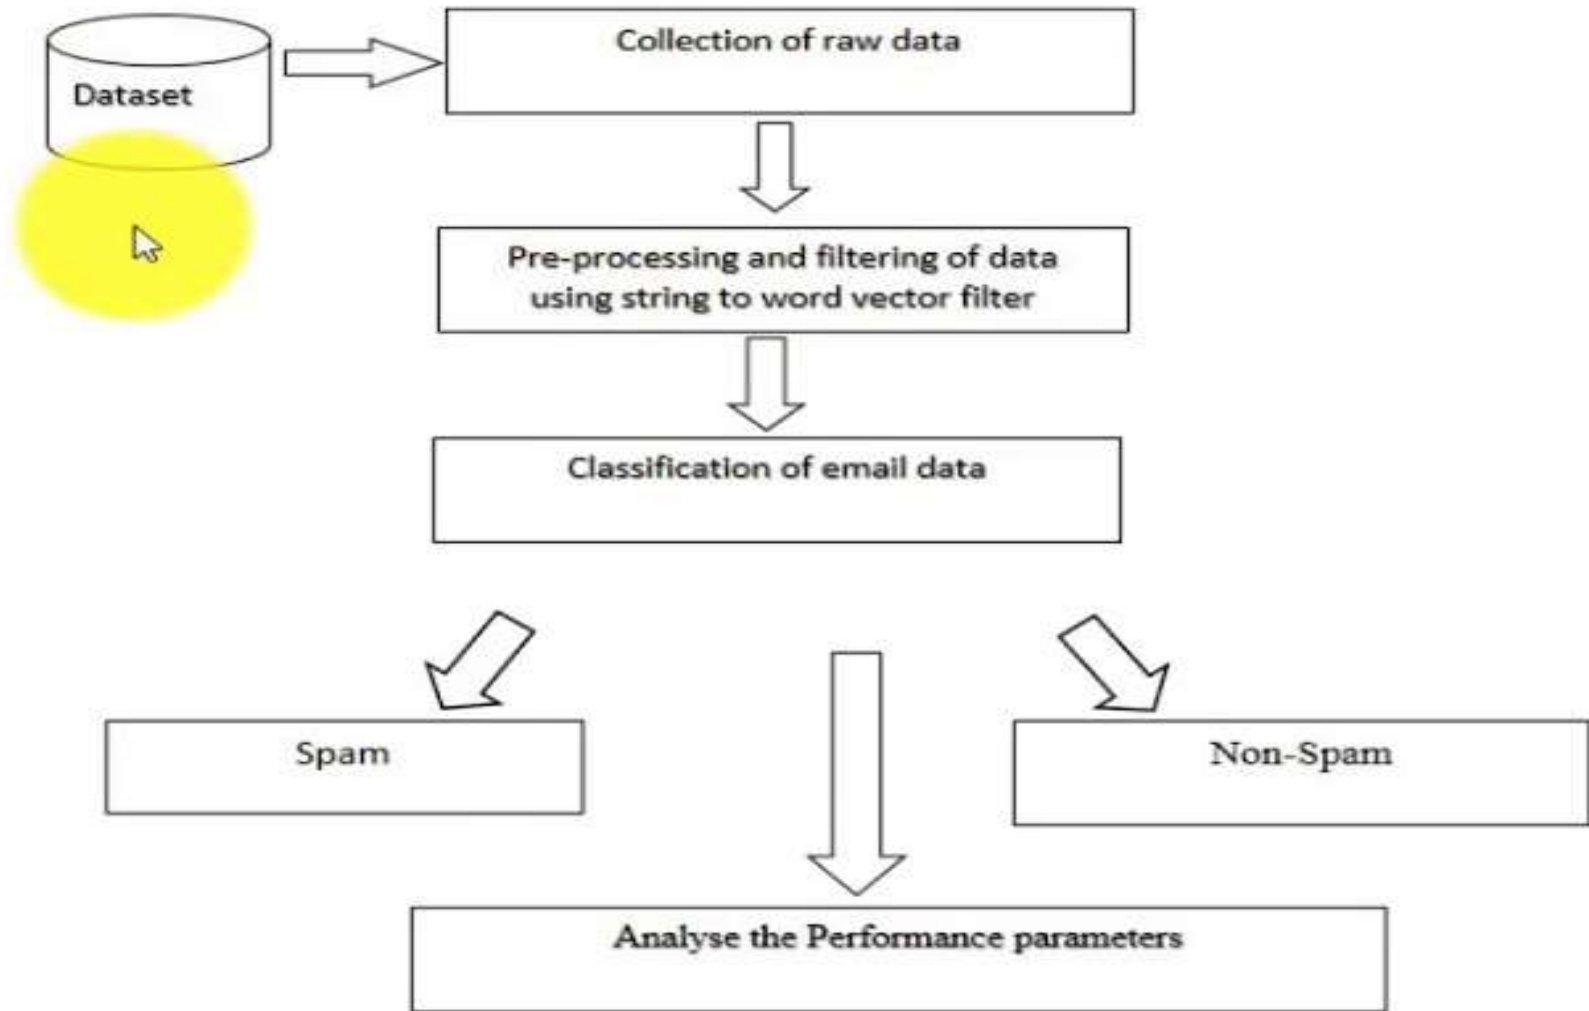 Dataset
Collection of raw data
Pre-processing and filtering of data
using string to word vector filter
Classification of email data
Spam
Non-Spam
Analyse the Performance parameters